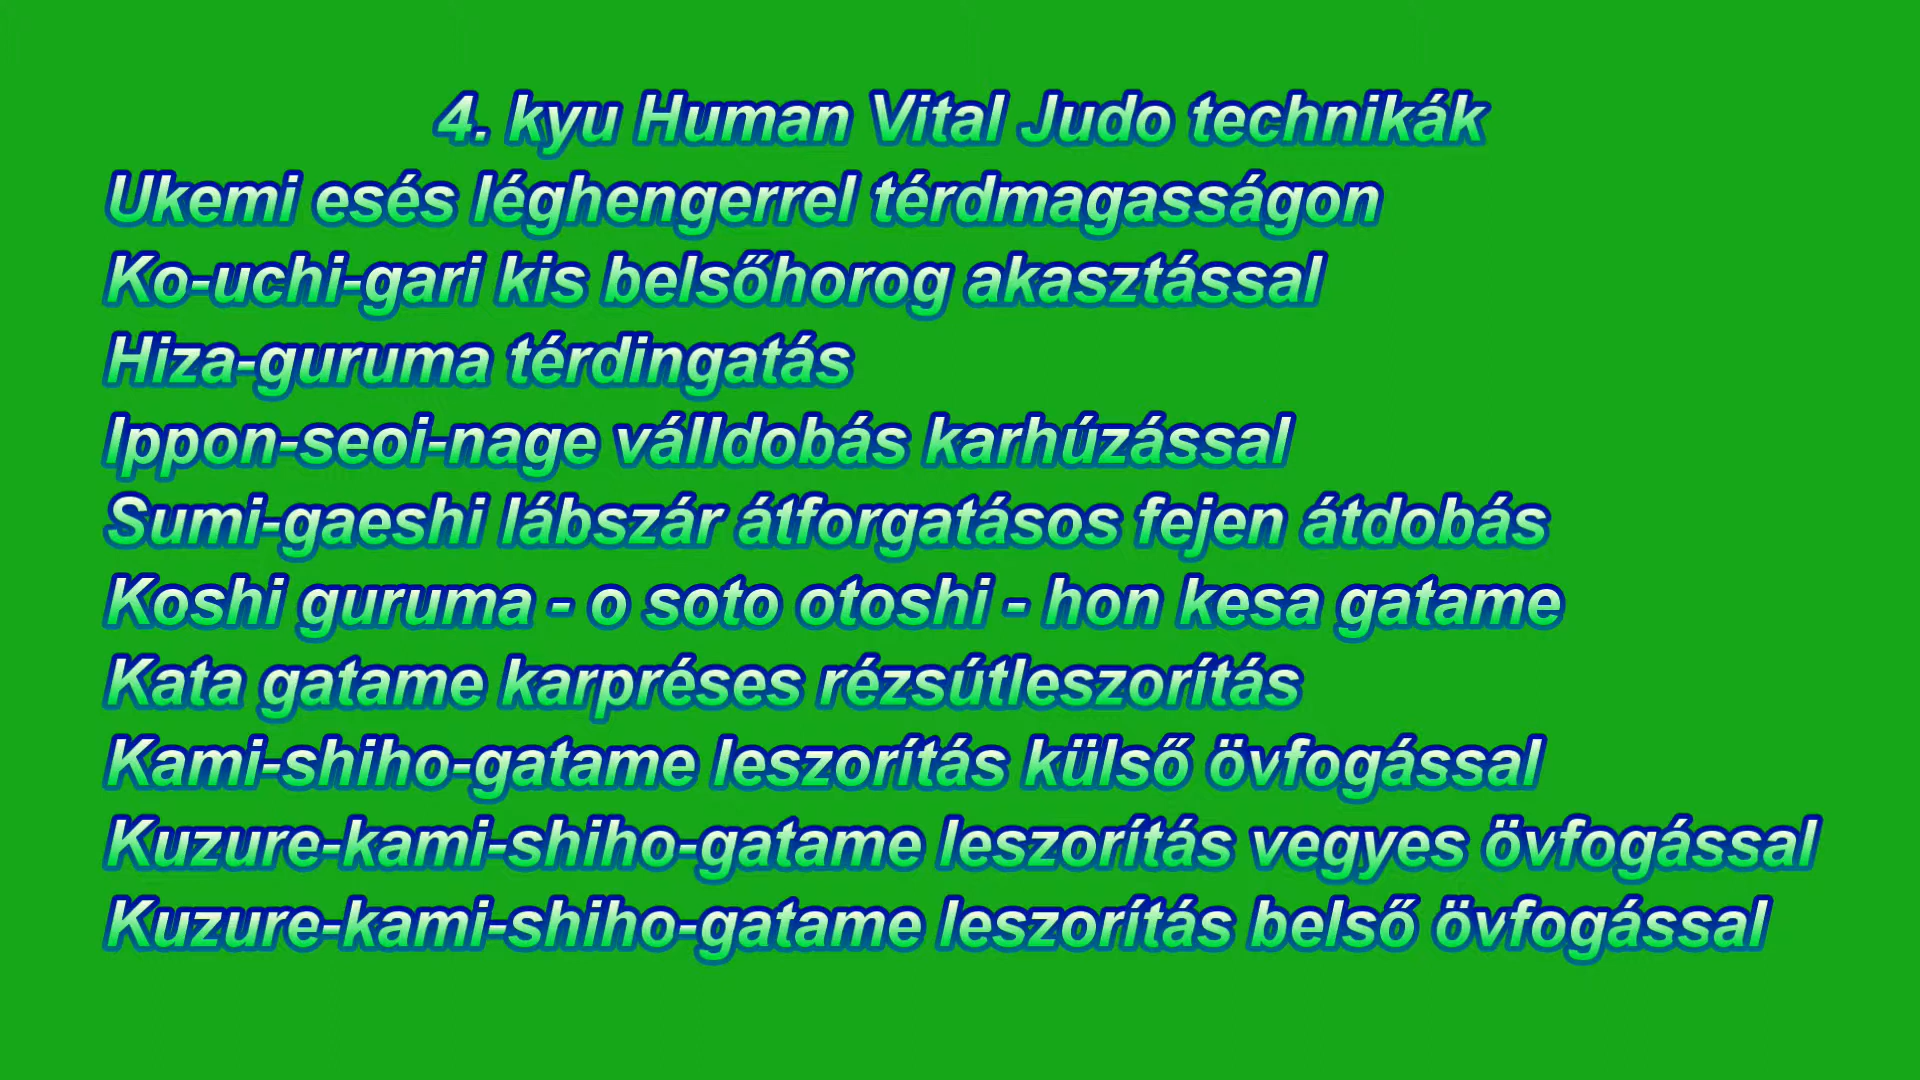 4. kyu Human Vital Judo technikák
Ukemi esés léghengerrel térdmagasságon
Ko-uchi-gari kis belsőhorog akasztással
Hiza-guruma térdingatás
Ippon-seoi-nage válldobás karhúzással
Sumi-gaeshi lábszár átforgatásos fejen átdobás
Koshi guruma - o soto otoshi - hon kesa gatame
Kata gatame karpréses rézsútleszorítás
Kami-shiho-gatame leszorítás külső övfogással
Kuzure-kami-shiho-gatame leszorítás vegyes övfogással
Kuzure-kami-shiho-gatame leszorítás belső övfogással